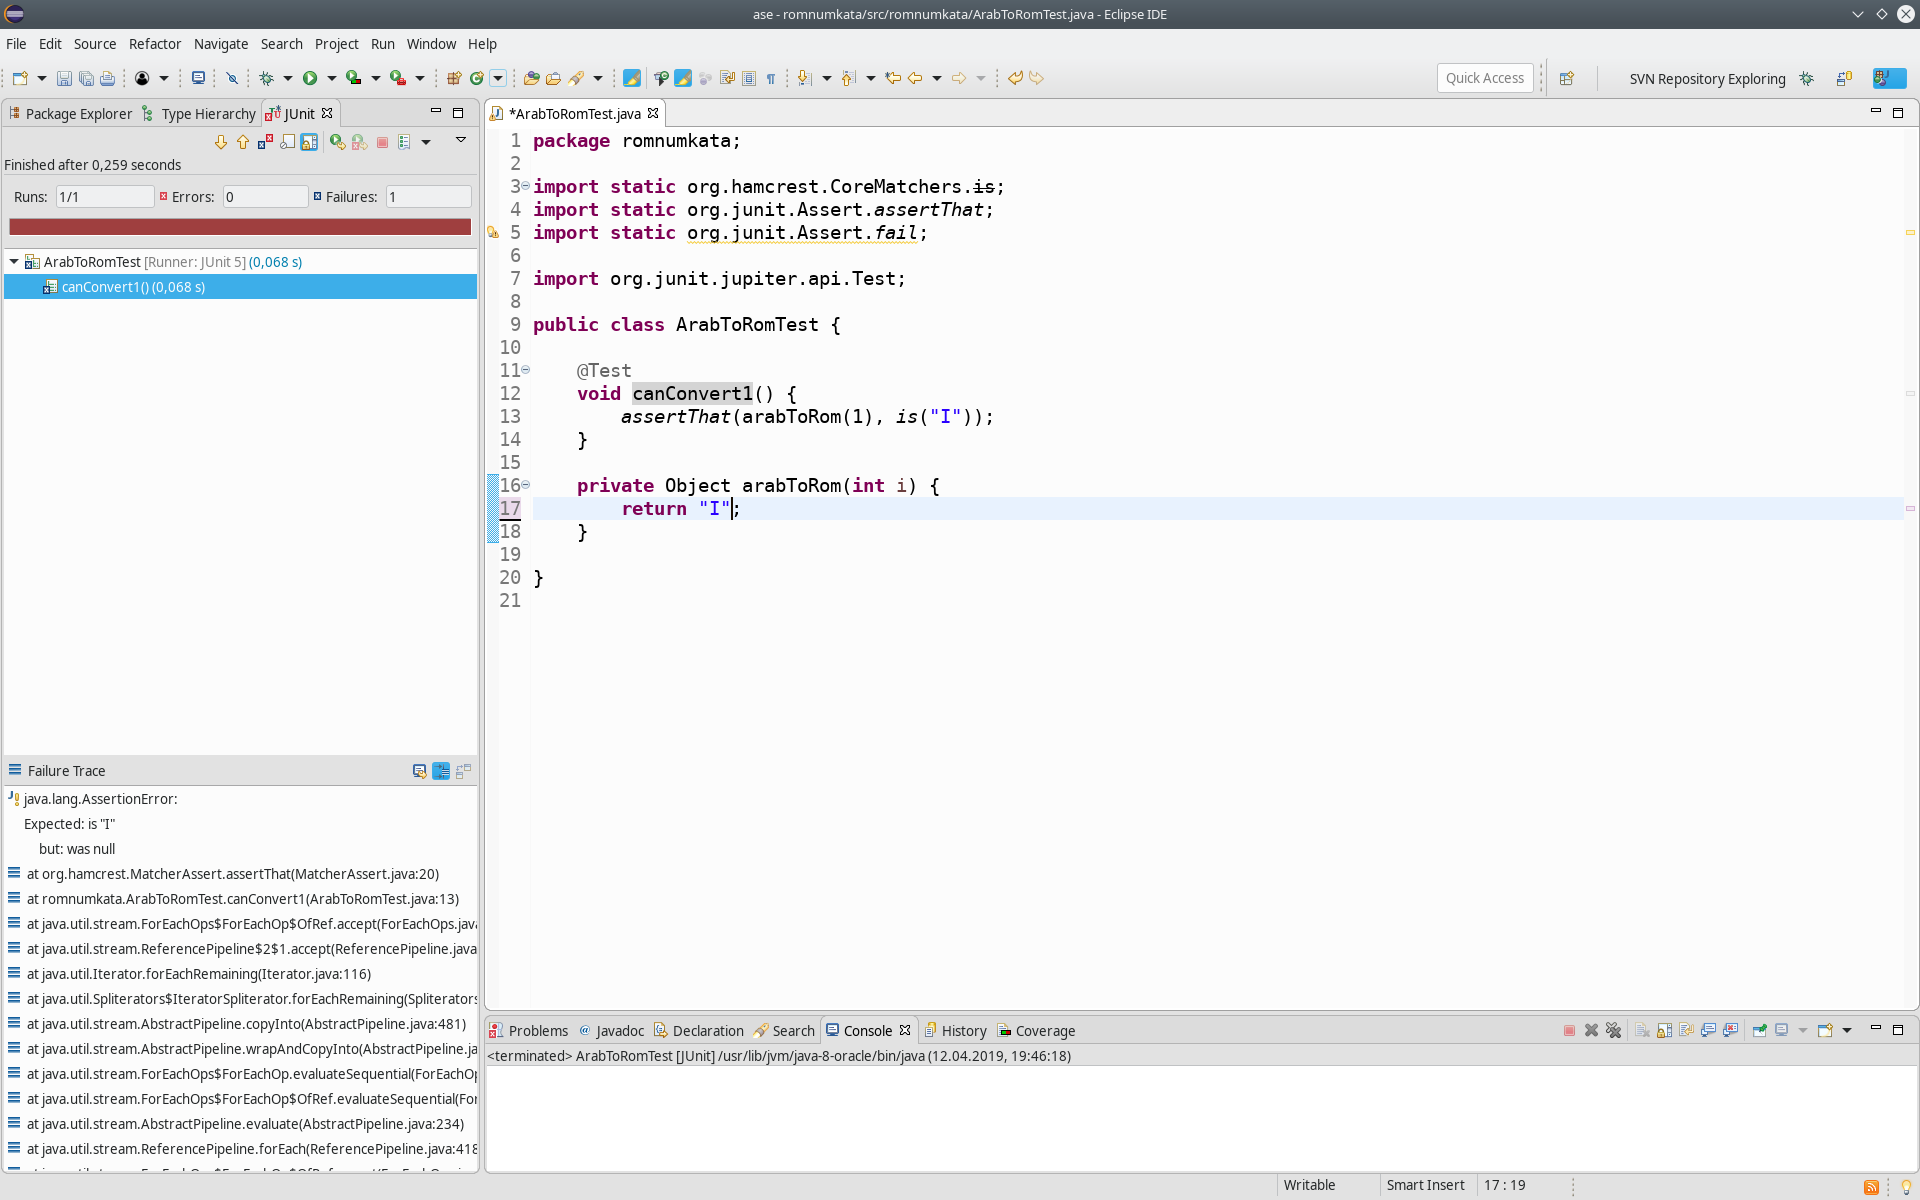 ase - romnumkata/src/romnumkata/ArabToRomTest.java - Eclipse IDE
File Edit Source Refactor Navigate Search Project Run Window Help
Quick Access
SVN Repository Exploring
Package Explorer Type Hierarchy JUnit
Finished after 0,259 seconds
Runs: 1/1 Errors: 0 Failures: 1
ArabToRomTest [Runner: JUnit 5] (0,068 s)
canConvert1() (0,068 s)
Failure Trace
java.lang.AssertionError:
Expected: is "I"
but: was null
at org.hamcrest.MatcherAssert.assertThat(MatcherAssert.java:20)
at romnumkata.ArabToRomTest.canConvert1(ArabToRomTest.java:13)
at java.util.stream.ForEachOps$ForEachOp$OfRef.accept(ForEachOps.java
at java.util.stream.ReferencePipeline$2$1.accept(ReferencePipeline.java
at java.util.Iterator.forEachRemaining(Iterator.java:116)
at java.util.Spliterators$IteratorSpliterator.forEachRemaining(Spliterators
at java.util.stream.AbstractPipeline.copyInto(AbstractPipeline.java:481)
at java.util.stream.AbstractPipeline.wrapAndCopyInto(AbstractPipeline.ja
at java.util.stream.ForEachOps$ForEachOp.evaluateSequential(ForEachOp
at java.util.stream.ForEachOps$ForEachOp$OfRef.evaluateSequential(For
at java.util.stream.AbstractPipeline.evaluate(AbstractPipeline.java:234)
at java.util.stream.ReferencePipeline.forEach(ReferencePipeline.java:418
*ArabToRomTest.java
1 package romnumkata;
2
3 import static org.hamcrest.CoreMatchers.is;
4 import static org.junit.Assert.assertThat;
5 import static org.junit.Assert.fail;
6
7 import org.junit.jupiter.api.Test;
8
9 public class ArabToRomTest {
10
11 @Test
12 void canConvert1() {
13 assertThat(arabToRom(1), is("I"));
14 }
15
16 private Object arabToRom(int i) {
17 return "I";
18 }
19
20 }
21
Problems Javadoc Declaration Search Console History Coverage
<terminated> ArabToRomTest [JUnit] /usr/lib/jvm/java-8-oracle/bin/java (12.04.2019, 19:46:18)
Writable Smart Insert 17 : 19